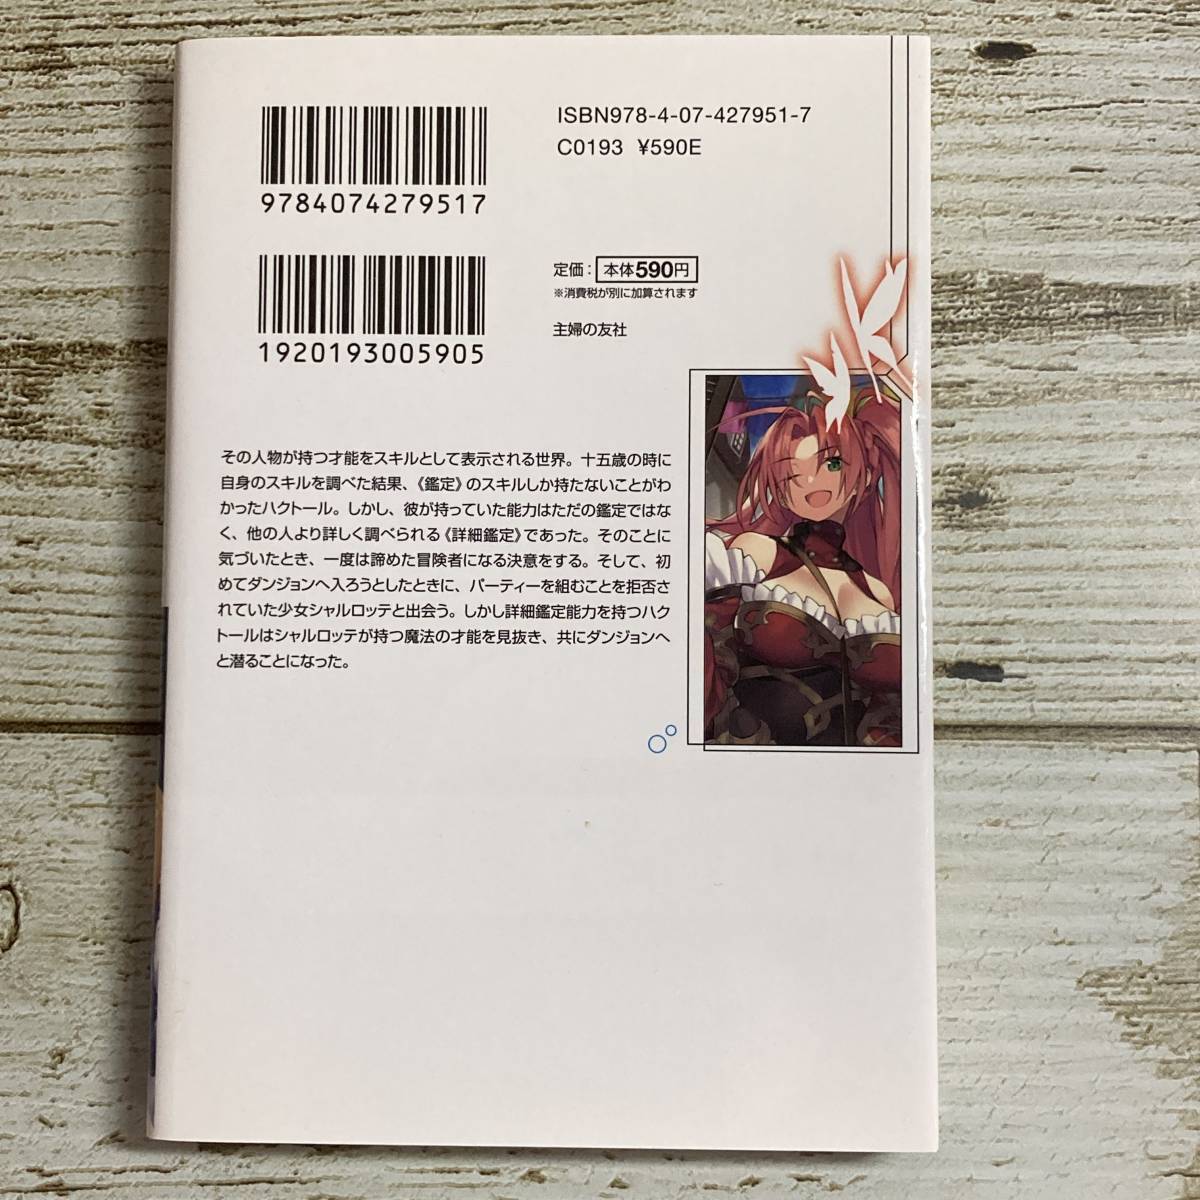 ISBN978-4-07-427951-7
C0193 ¥590E
9784074279517
定価：本体590円
※消費税が別に加算されます
1920193005905
主婦の友社
その人物が持つ才能をスキルとして表示される世界。十五歳の時に
自身のスキルを調べた結果、《鑑定》のスキルしか持たないことがわ
かったハクトール。しかし、彼が持っていた能力はただの鑑定ではな
く、他の人より詳しく調べられる《詳細鑑定》であった。そのことに
気づいたとき、一度は諦めた冒険者になる決意をする。そして、初
めてダンジョンへ入ろうとしたときに、パーティーを組むことを拒否さ
れていた少女シャルロッテと出会う。しかし詳細鑑定能力を持つハク
トールはシャルロッテが持つ魔法の才能を見抜き、共にダンジョンへ
と潜ることになった。